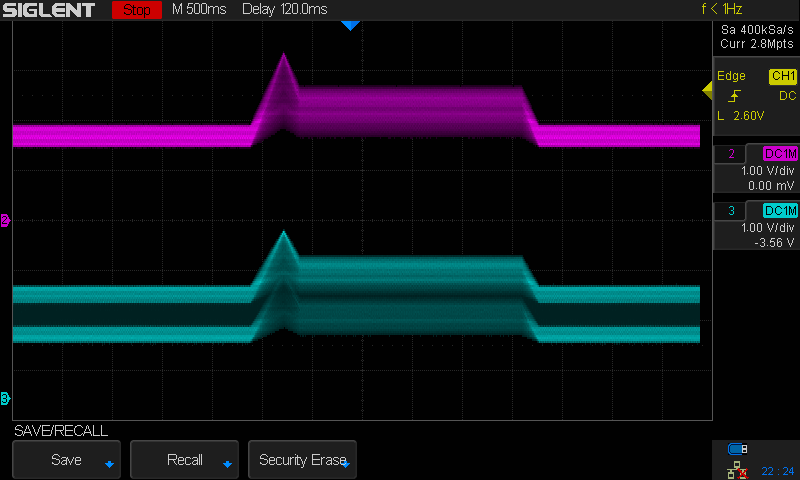 SIGLENT Stop M 500ms Delay 120.0ms f < 1Hz
Sa 400kSa/s
Curr 2.8Mpts
Edge CH1
DC
L 2.60V
2 DC1M
1.00 V/div
0.00 mV
3 DC1M
1.00 V/div
-3.56 V
2
3
SAVE/RECALL
Save Recall Security Erase
22:24